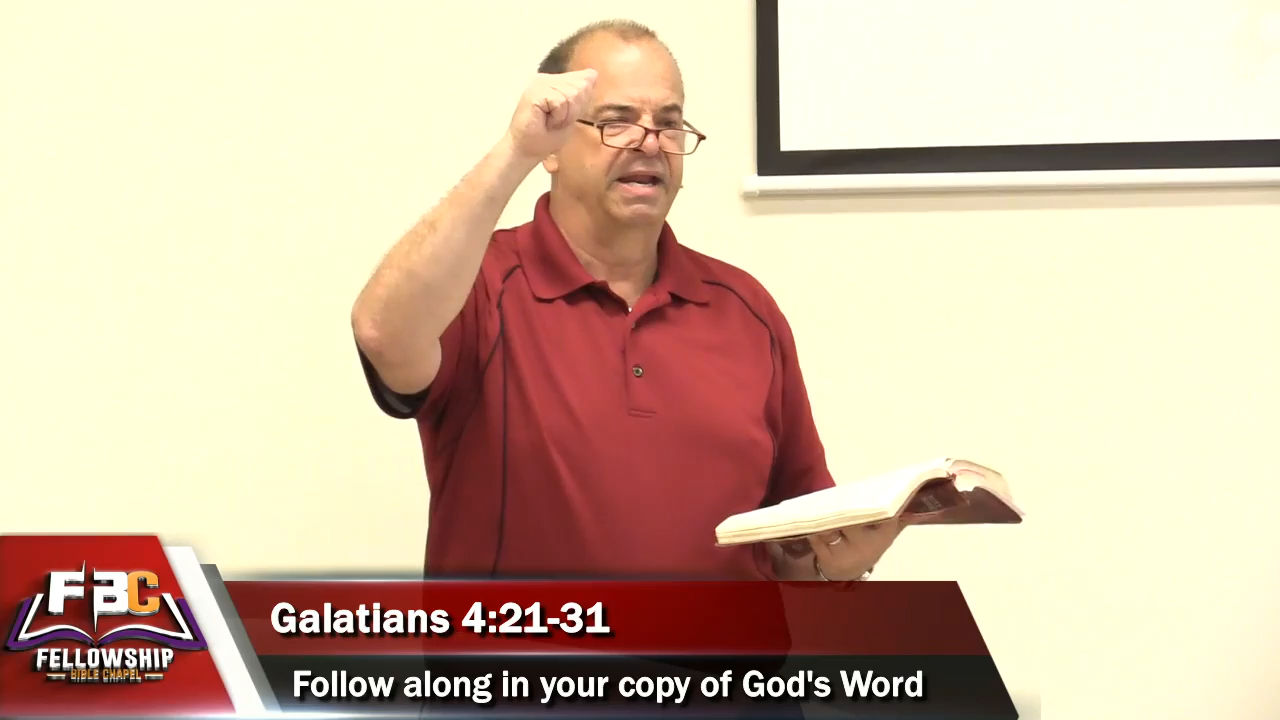 Galatians 4:21-31
Follow along in your copy of God's Word
FBC
FELLOWSHIP
BIBLE CHAPEL